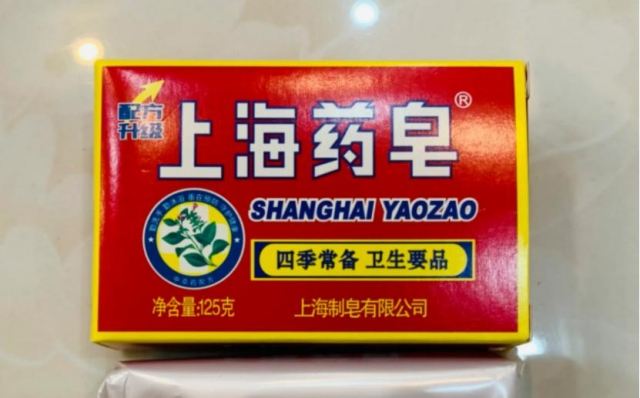 配方
升级
上海药皂®
SHANGHAI YAOZAO
四季常备 卫生要品
净含量:125克
上海制皂有限公司